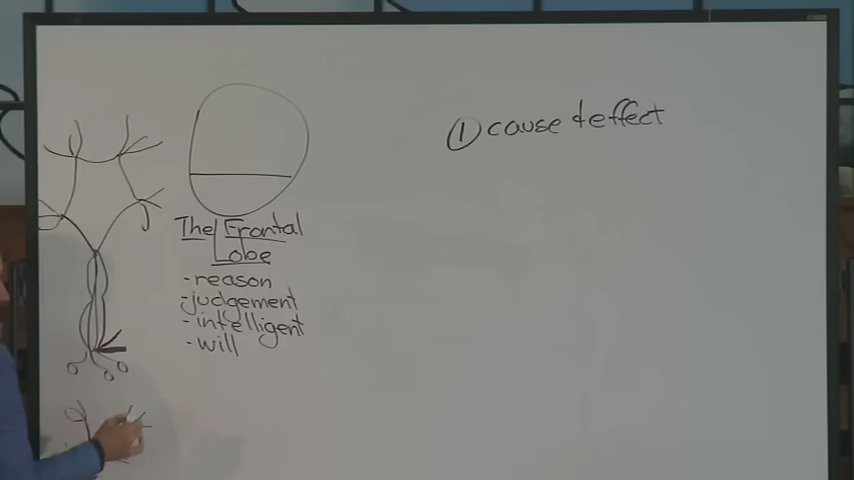 ① cause & effect
The Frontal
Lobe
- reason
- judgement
- intelligent
- will